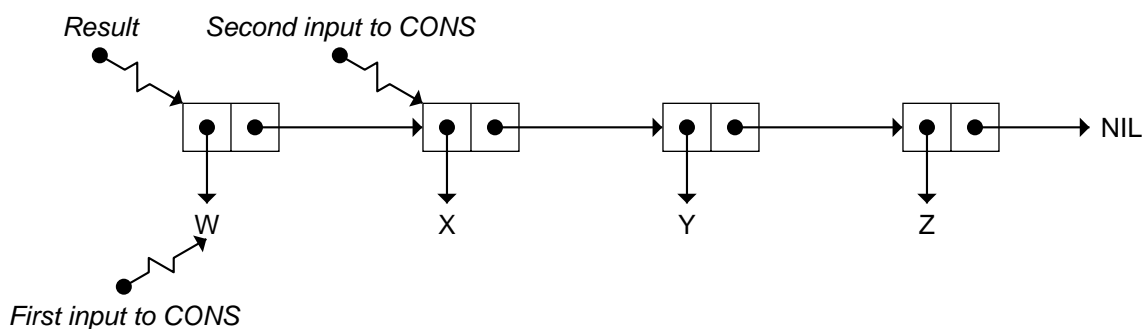 Result
Second input to CONS
NIL
W
X
Y
Z
First input to CONS